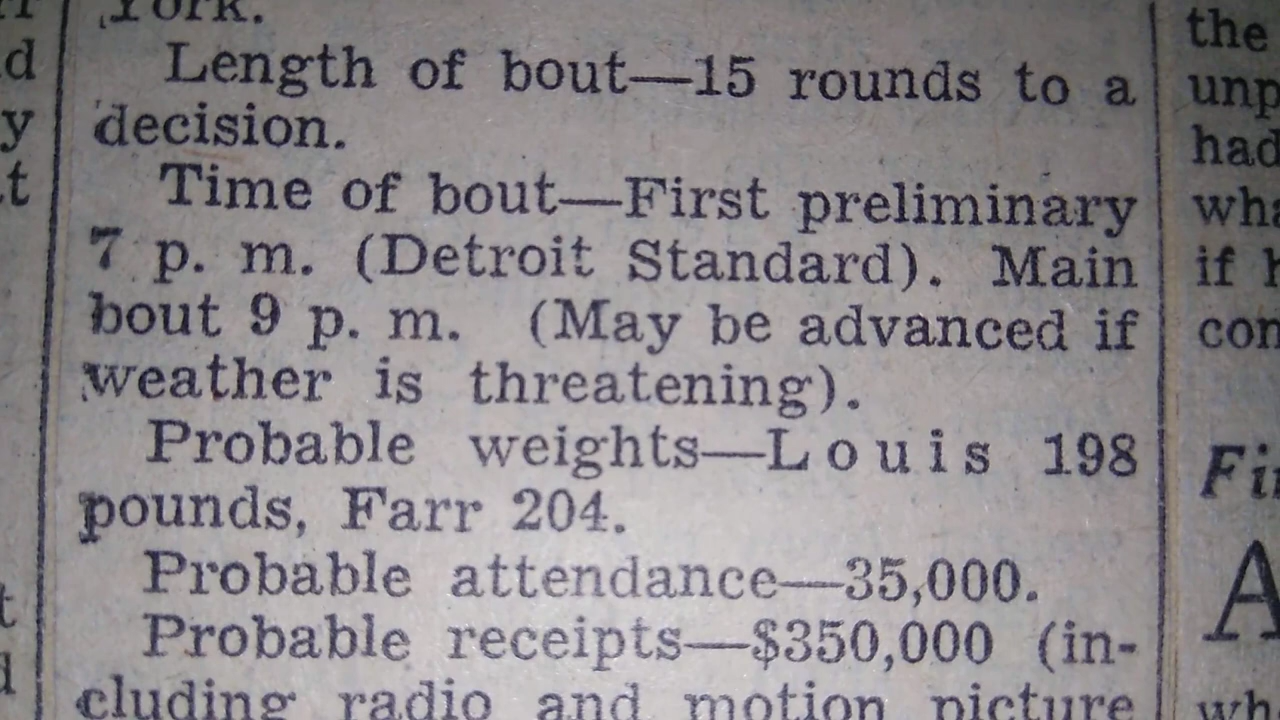 York.
Length of bout—15 rounds to a
decision.
Time of bout—First preliminary
7 p. m. (Detroit Standard). Main
bout 9 p. m. (May be advanced if
weather is threatening).
Probable weights—Louis 198
pounds, Farr 204.
Probable attendance—35,000.
Probable receipts—$350,000 (in-
cluding radio and motion picture
the
had
if